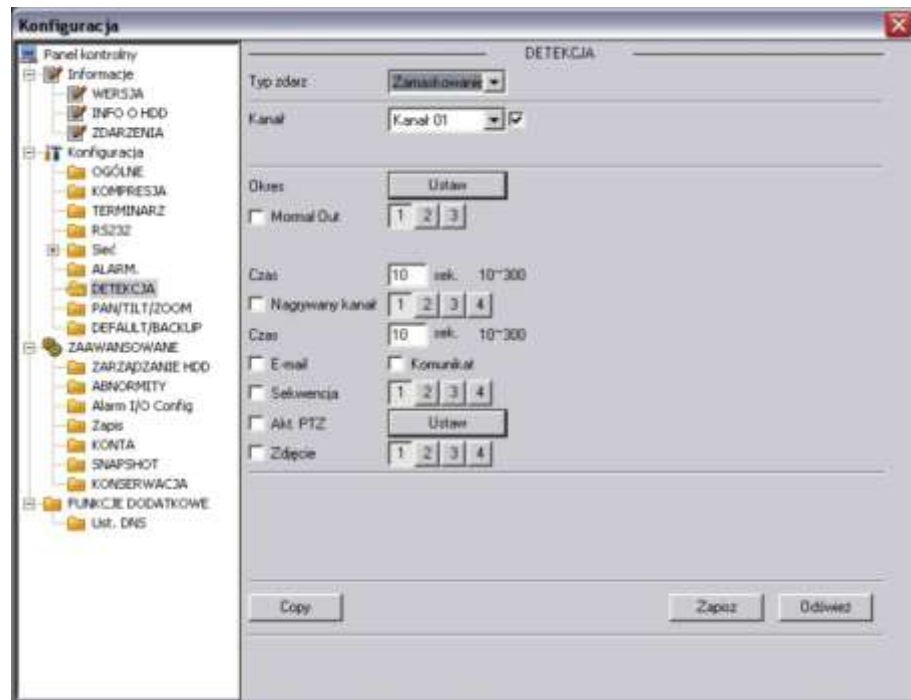 Konfiguracja
Panel kontrolny
Informacje
WERSJA
INFO O HDD
ZDARZENIA
Konfiguracja
OGÓLNE
KOMPRESJA
TERMINARZ
RS232
Sieć
ALARM.
DETEKCJA
PAN/TILT/ZOOM
DEFAULT/BACKUP
ZAAWANSOWANE
ZARZĄDZANIE HDD
ABNORMITY
Alarm I/O Config
Zapis
KONTA
SNAPSHOT
KONSERWACJA
FUNKCJE DODATKOWE
Ust. DNS
DETEKCJA
Typ zdarz Zamaskowanie
Kanał Kanał 01
Okres Ustaw
Mormal Out 1 2 3
Czas 10 sek. 10~300
Nagrywany kanał 1 2 3 4
Czas 10 sek. 10~300
E-mail Komunikat
Sekwencja 1 2 3 4
Akt. PTZ Ustaw
Zdjęcie 1 2 3 4
Copy Zapisz Odśwież